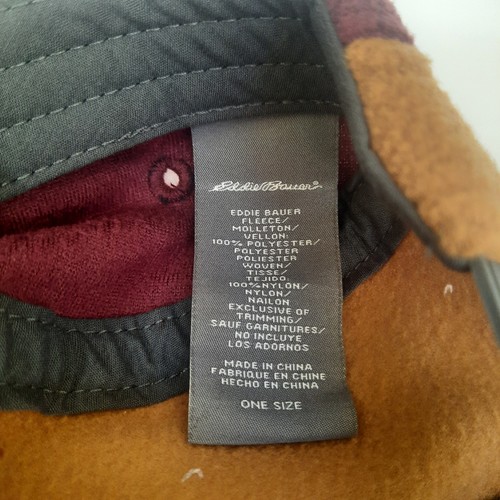 Eddie Bauer®
EDDIE BAUER
FLEECE/
MOLLETON/
VELLON:
100% POLYESTER/
POLYESTER/
POLIESTER
WOVEN/
TISSE/
TEJIDO:
100%NYLON/
NYLON/
NAILON
EXCLUSIVE OF
TRIMMING/
SAUF GARNITURES/
NO INCLUYE
LOS ADORNOS
MADE IN CHINA
FABRIQUE EN CHINE
HECHO EN CHINA
ONE SIZE